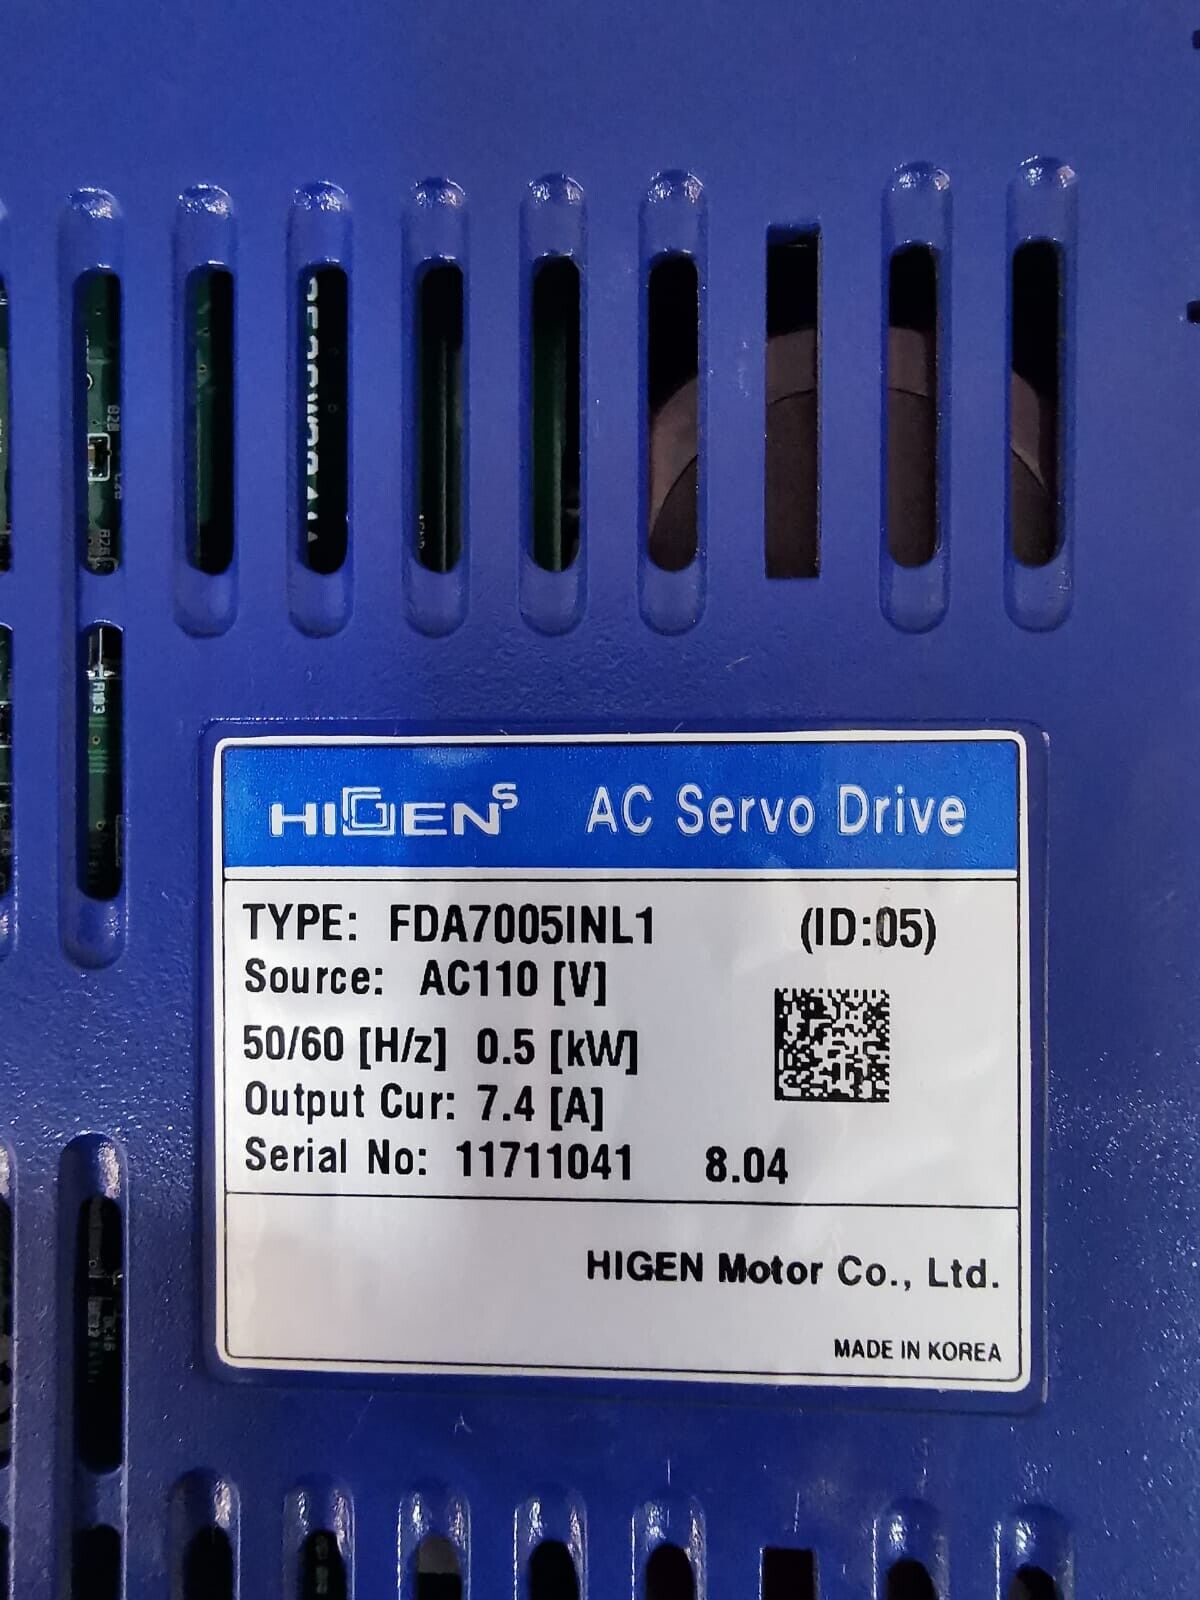 HIGENS AC Servo Drive
TYPE: FDA7005INL1 (ID:05)
Source: AC110 [V]
50/60 [H/z] 0.5 [kW]
Output Cur: 7.4 [A]
Serial No: 11711041 8.04
HIGEN Motor Co., Ltd.
MADE IN KOREA